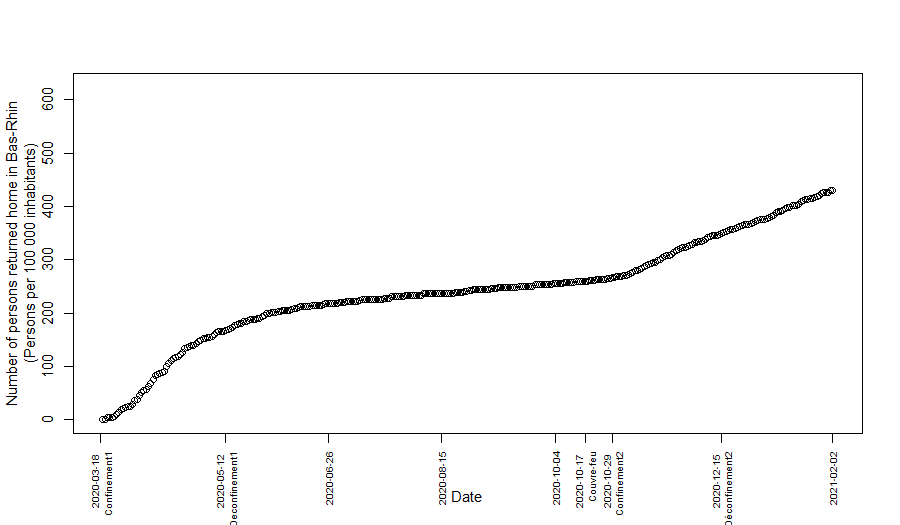 Number of persons returned home in Bas-Rhin
(Persons per 100 000 inhabitants)
600
500
400
300
200
100
0
2020-03-18
Confinement1
2020-05-12
Déconfinement1
2020-06-26
2020-08-15
2020-10-04
2020-10-17
Couvre-feu
2020-10-29
Confinement2
2020-12-15
Déconfinement2
2021-02-02
Date